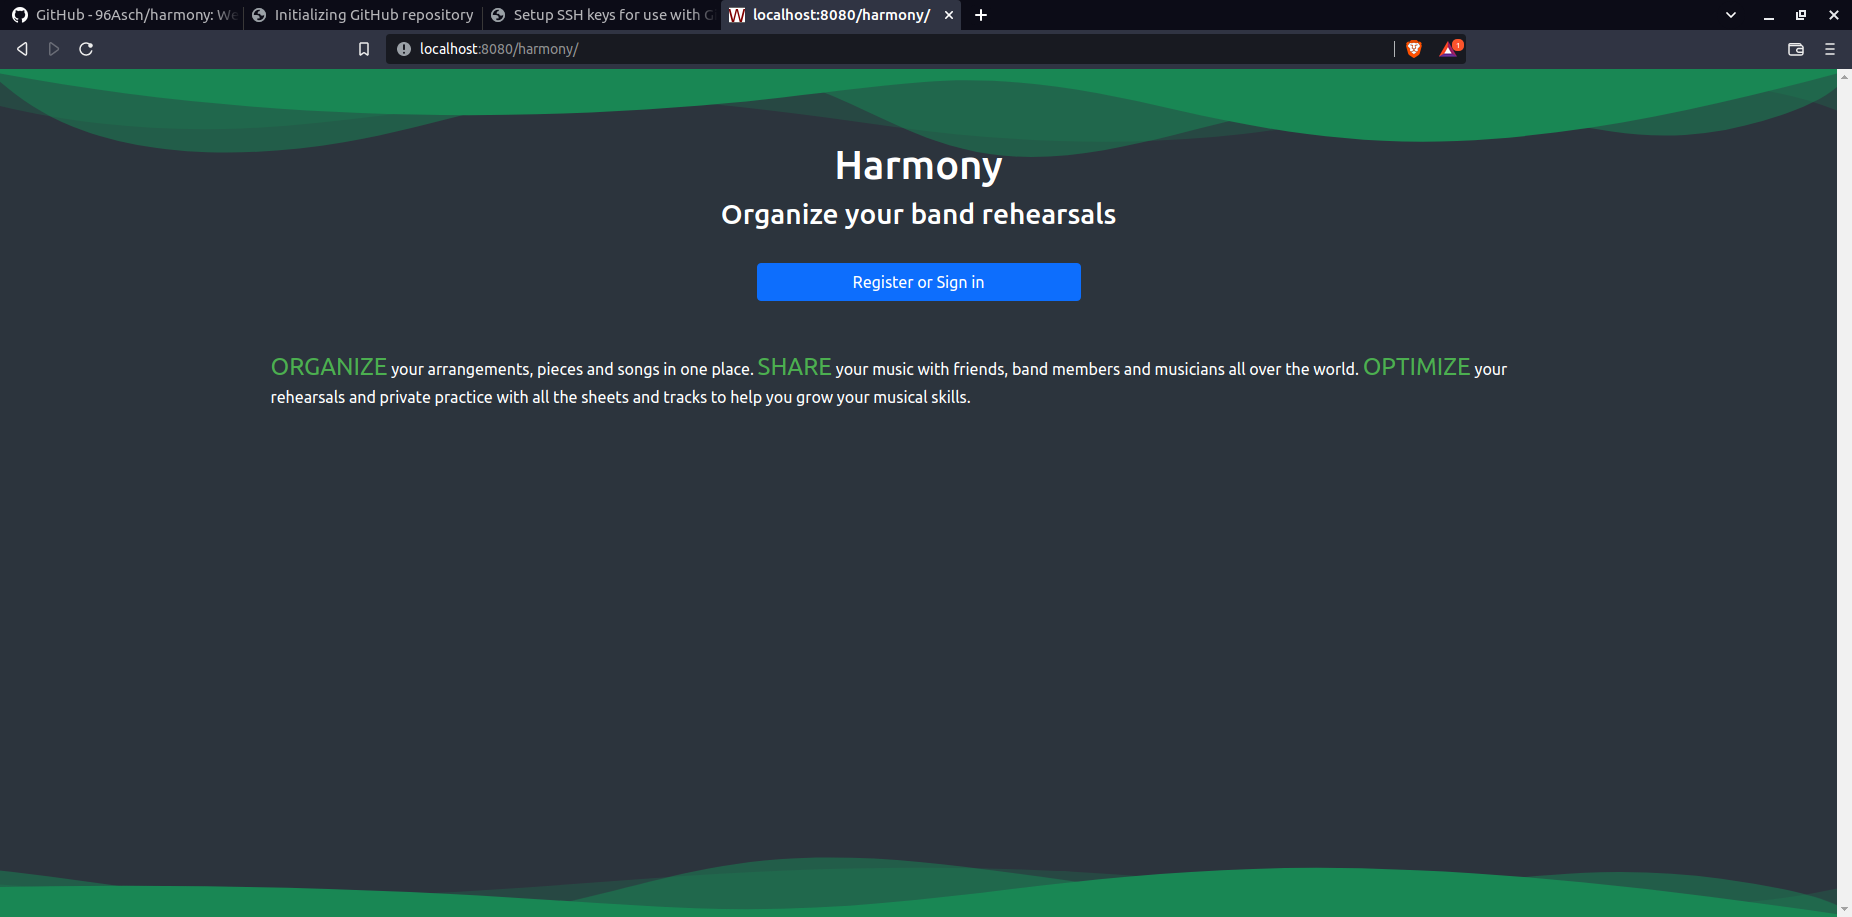 GitHub - 96Asch/harmony: We
Initializing GitHub repository
Setup SSH keys for use with G
localhost:8080/harmony/
localhost:8080/harmony/
1
Harmony
Organize your band rehearsals
Register or Sign in
ORGANIZE your arrangements, pieces and songs in one place. SHARE your music with friends, band members and musicians all over the world. OPTIMIZE your
rehearsals and private practice with all the sheets and tracks to help you grow your musical skills.